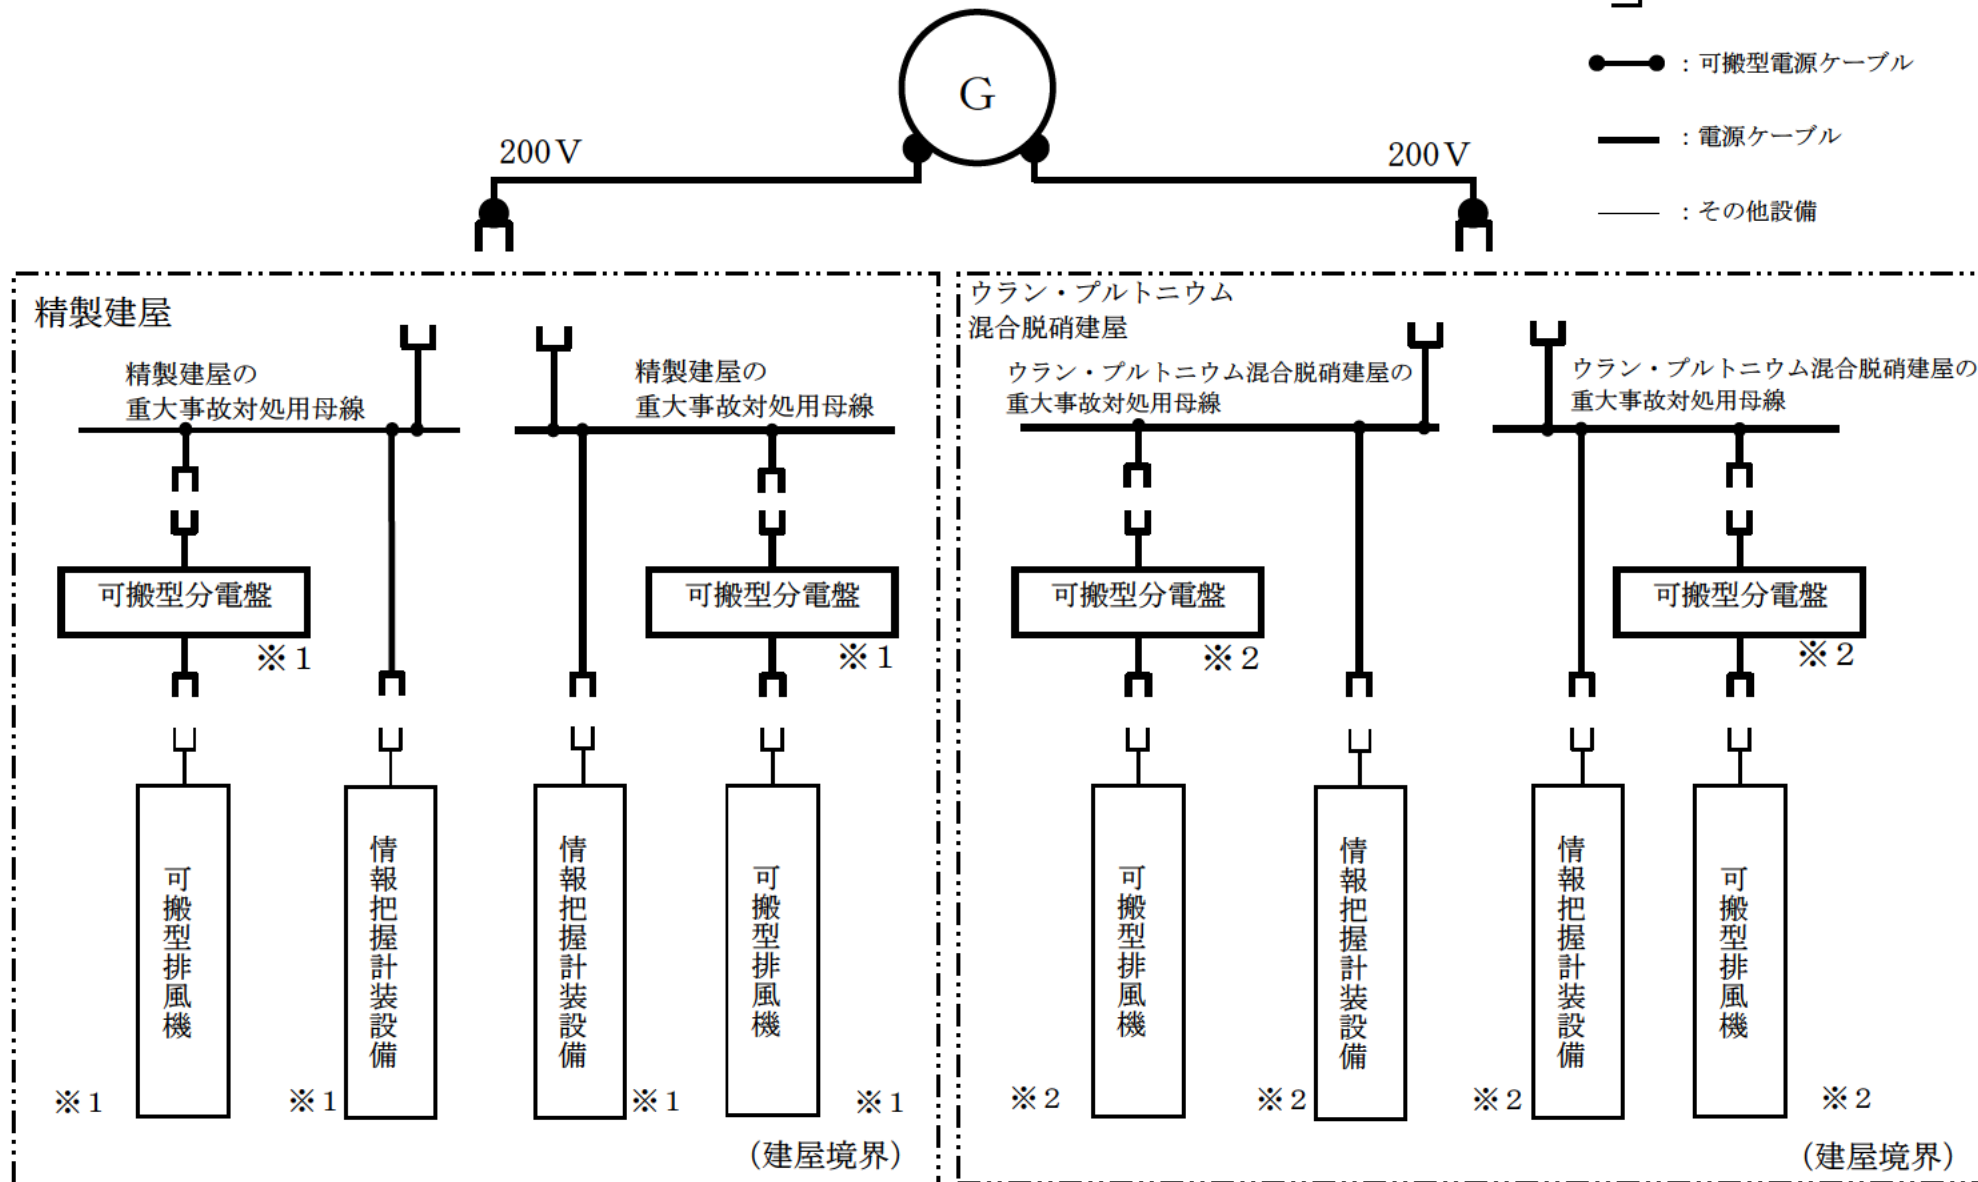 G
200V
200V
：可搬型電源ケーブル
：電源ケーブル
：その他設備
精製建屋
精製建屋の
重大事故対処用母線
精製建屋の
重大事故対処用母線
可搬型分電盤
※1
可搬型分電盤
※1
可搬型排風機
※1
情報把握計装設備
※1
情報把握計装設備
※1
可搬型排風機
※1
（建屋境界）
ウラン・プルトニウム
混合脱硝建屋
ウラン・プルトニウム混合脱硝建屋の
重大事故対処用母線
ウラン・プルトニウム混合脱硝建屋の
重大事故対処用母線
可搬型分電盤
※2
可搬型分電盤
※2
可搬型排風機
※2
情報把握計装設備
※2
情報把握計装設備
※2
可搬型排風機
※2
（建屋境界）